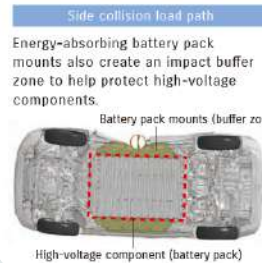 Side collision load path
Energy-absorbing battery pack
mounts also create an impact buffer
zone to help protect high-voltage
components.
Battery pack mounts (buffer zo
High-voltage component (battery pack)